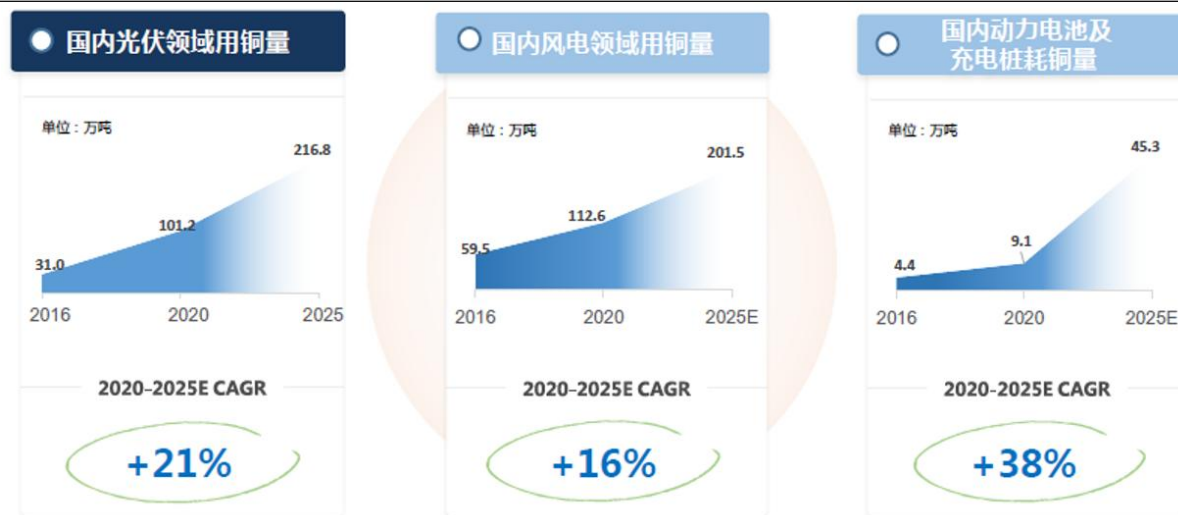 国内光伏领域用铜量
单位：万吨
216.8
101.2
31.0
2016
2020
2025
2020-2025E CAGR
+21%
国内风电领域用铜量
单位：万吨
201.5
112.6
59.5
2016
2020
2025E
2020-2025E CAGR
+16%
国内动力电池及
充电桩耗铜量
单位：万吨
45.3
9.1
4.4
2016
2020
2025E
2020-2025E CAGR
+38%